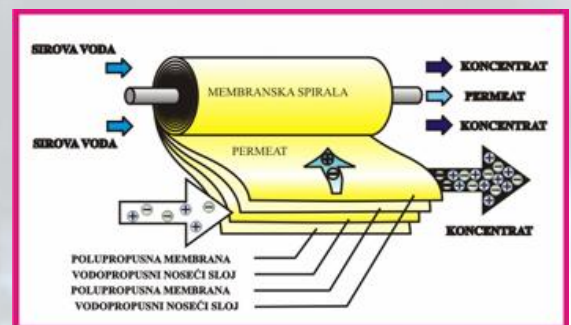 SIROVA VODA
KONCENTRAT
MEMBRANSKA SPIRALA
PERMEAT
KONCENTRAT
SIROVA VODA
PERMEAT
KONCENTRAT
POLUPROPUSNA MEMBRANA
VODOPROPUSNI NOSEĆI SLOJ
POLUPROPUSNA MEMBRANA
VODOPROPUSNI NOSEĆI SLOJ